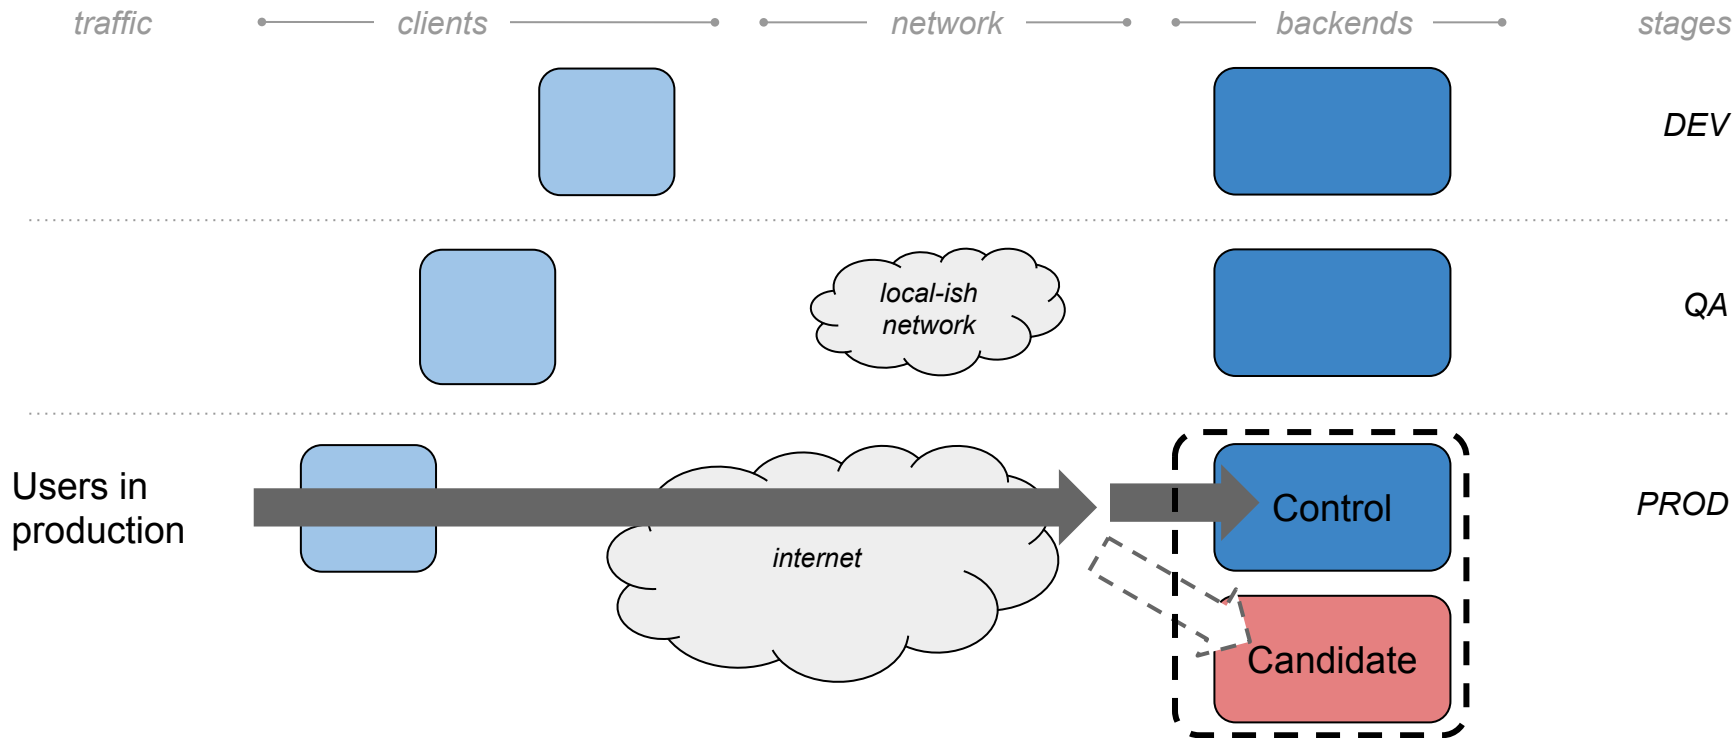 traffic
clients
network
backends
stages
DEV
local-ish
network
QA
Users in
production
internet
Control
PROD
Candidate